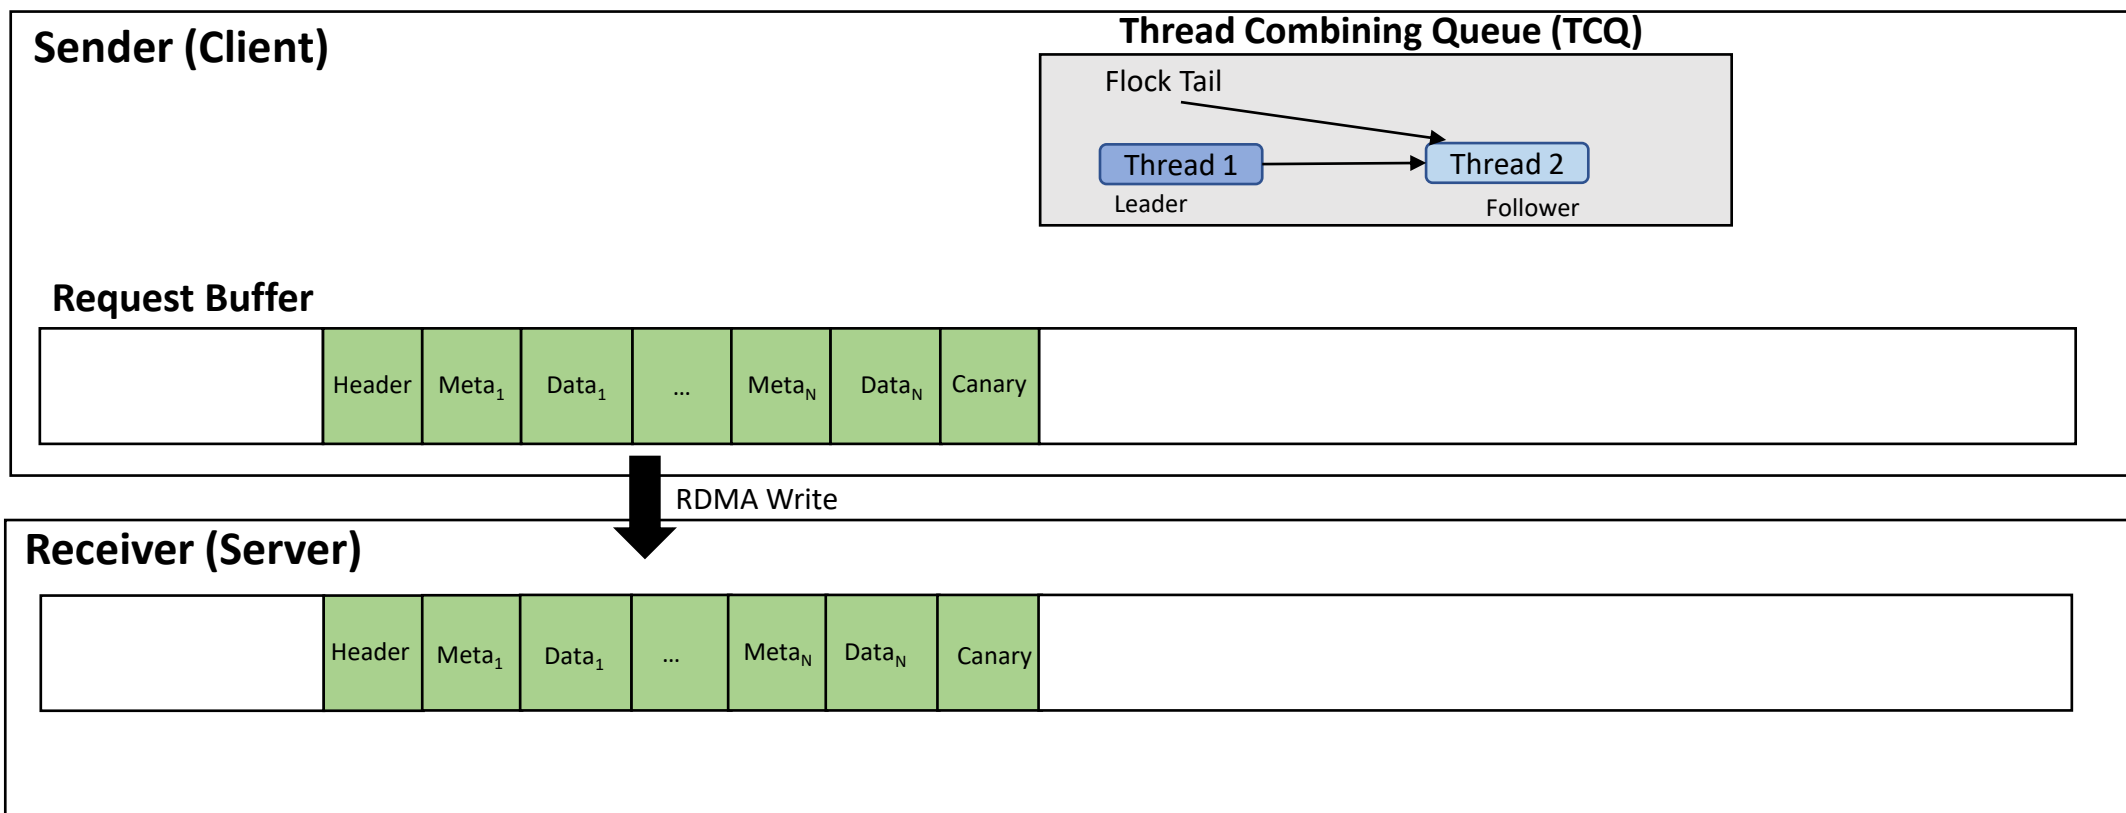 Sender (Client)
Thread Combining Queue (TCQ)
Flock Tail
Thread 1
Thread 2
Leader
Follower
Request Buffer
Header Meta₁ Data₁ ... Metaₙ Dataₙ Canary
RDMA Write
Receiver (Server)
Header Meta₁ Data₁ ... Metaₙ Dataₙ Canary